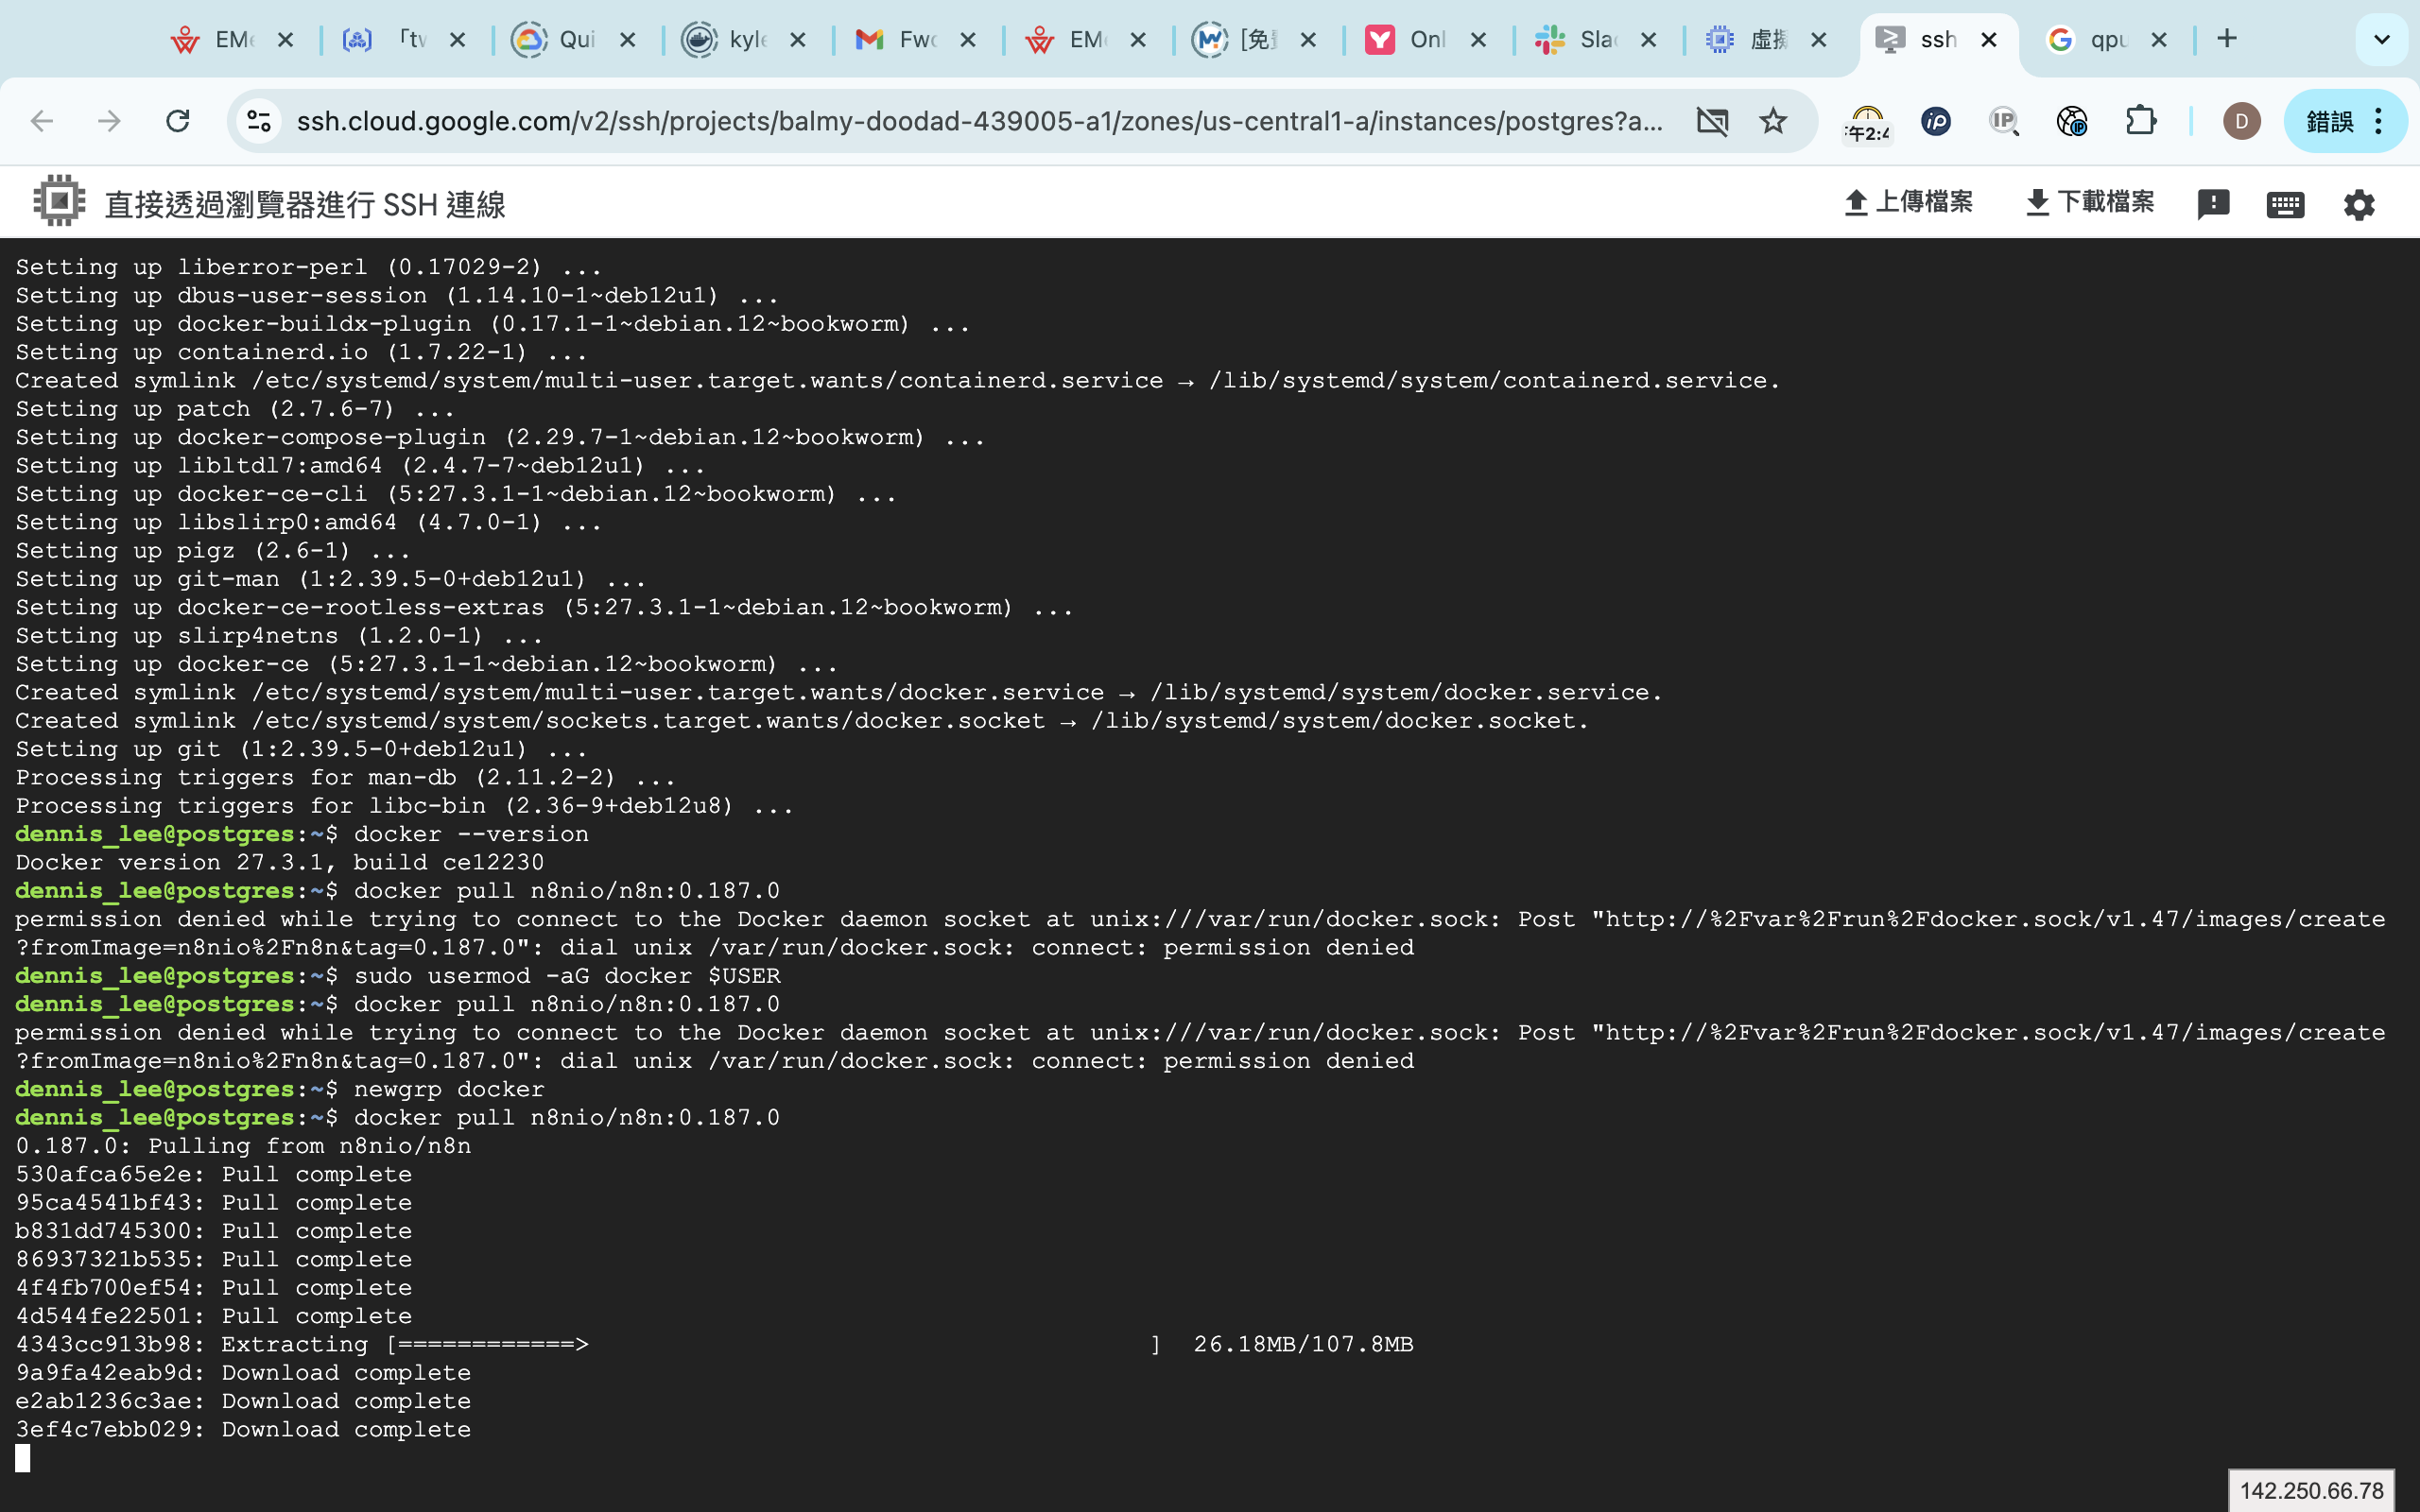 EMe
「tw
Qui
kyle
Fwd
EMe
[免費
Onl
Slac
虛擬
ssh
qpu
ssh.cloud.google.com/v2/ssh/projects/balmy-doodad-439005-a1/zones/us-central1-a/instances/postgres?a...
午2:4
ip
IP
IP
D
錯誤
直接透過瀏覽器進行 SSH 連線
上傳檔案
下載檔案
Setting up liberror-perl (0.17029-2) ...
Setting up dbus-user-session (1.14.10-1~deb12u1) ...
Setting up docker-buildx-plugin (0.17.1-1~debian.12~bookworm) ...
Setting up containerd.io (1.7.22-1) ...
Created symlink /etc/systemd/system/multi-user.target.wants/containerd.service → /lib/systemd/system/containerd.service.
Setting up patch (2.7.6-7) ...
Setting up docker-compose-plugin (2.29.7-1~debian.12~bookworm) ...
Setting up libltdl7:amd64 (2.4.7-7~deb12u1) ...
Setting up docker-ce-cli (5:27.3.1-1~debian.12~bookworm) ...
Setting up libslirp0:amd64 (4.7.0-1) ...
Setting up pigz (2.6-1) ...
Setting up git-man (1:2.39.5-0+deb12u1) ...
Setting up docker-ce-rootless-extras (5:27.3.1-1~debian.12~bookworm) ...
Setting up slirp4netns (1.2.0-1) ...
Setting up docker-ce (5:27.3.1-1~debian.12~bookworm) ...
Created symlink /etc/systemd/system/multi-user.target.wants/docker.service → /lib/systemd/system/docker.service.
Created symlink /etc/systemd/system/sockets.target.wants/docker.socket → /lib/systemd/system/docker.socket.
Setting up git (1:2.39.5-0+deb12u1) ...
Processing triggers for man-db (2.11.2-2) ...
Processing triggers for libc-bin (2.36-9+deb12u8) ...
dennis_lee@postgres:~$ docker --version
Docker version 27.3.1, build ce12230
dennis_lee@postgres:~$ docker pull n8nio/n8n:0.187.0
permission denied while trying to connect to the Docker daemon socket at unix:///var/run/docker.sock: Post "http://%2Fvar%2Frun%2Fdocker.sock/v1.47/images/create
?fromImage=n8nio%2Fn8n&tag=0.187.0": dial unix /var/run/docker.sock: connect: permission denied
dennis_lee@postgres:~$ sudo usermod -aG docker $USER
dennis_lee@postgres:~$ docker pull n8nio/n8n:0.187.0
permission denied while trying to connect to the Docker daemon socket at unix:///var/run/docker.sock: Post "http://%2Fvar%2Frun%2Fdocker.sock/v1.47/images/create
?fromImage=n8nio%2Fn8n&tag=0.187.0": dial unix /var/run/docker.sock: connect: permission denied
dennis_lee@postgres:~$ newgrp docker
dennis_lee@postgres:~$ docker pull n8nio/n8n:0.187.0
0.187.0: Pulling from n8nio/n8n
530afca65e2e: Pull complete
95ca4541bf43: Pull complete
b831dd745300: Pull complete
86937321b535: Pull complete
4f4fb700ef54: Pull complete
4d544fe22501: Pull complete
4343cc913b98: Extracting [============>                                      ]  26.18MB/107.8MB
9a9fa42eab9d: Download complete
e2ab1236c3ae: Download complete
3ef4c7ebb029: Download complete
142.250.66.78